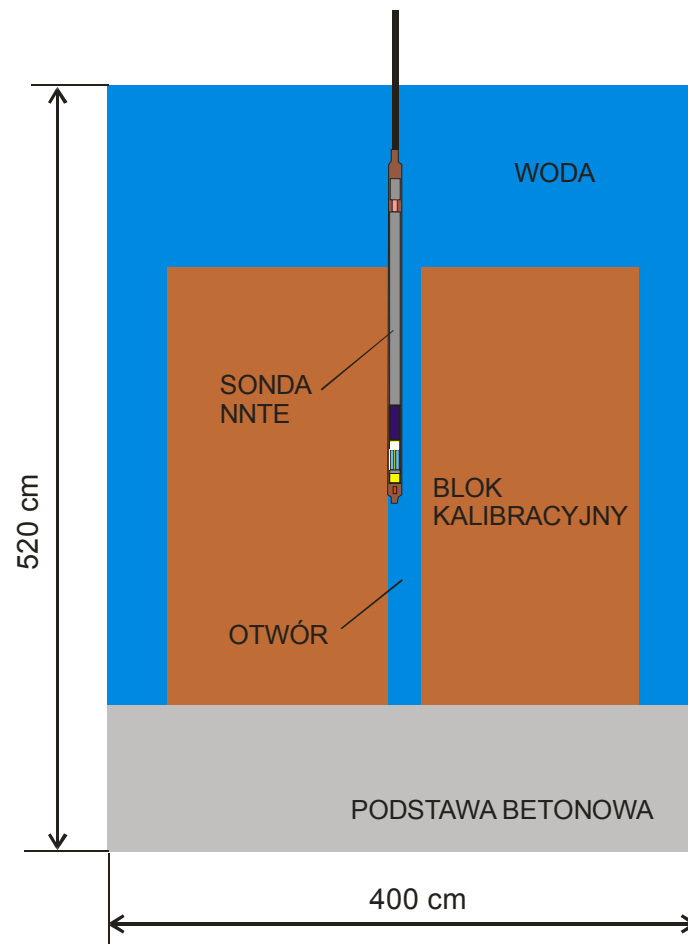 WODA
SONDA
NNTE
BLOK
KALIBRACYJNY
520 cm
OTWÓR
PODSTAWA BETONOWA
400 cm